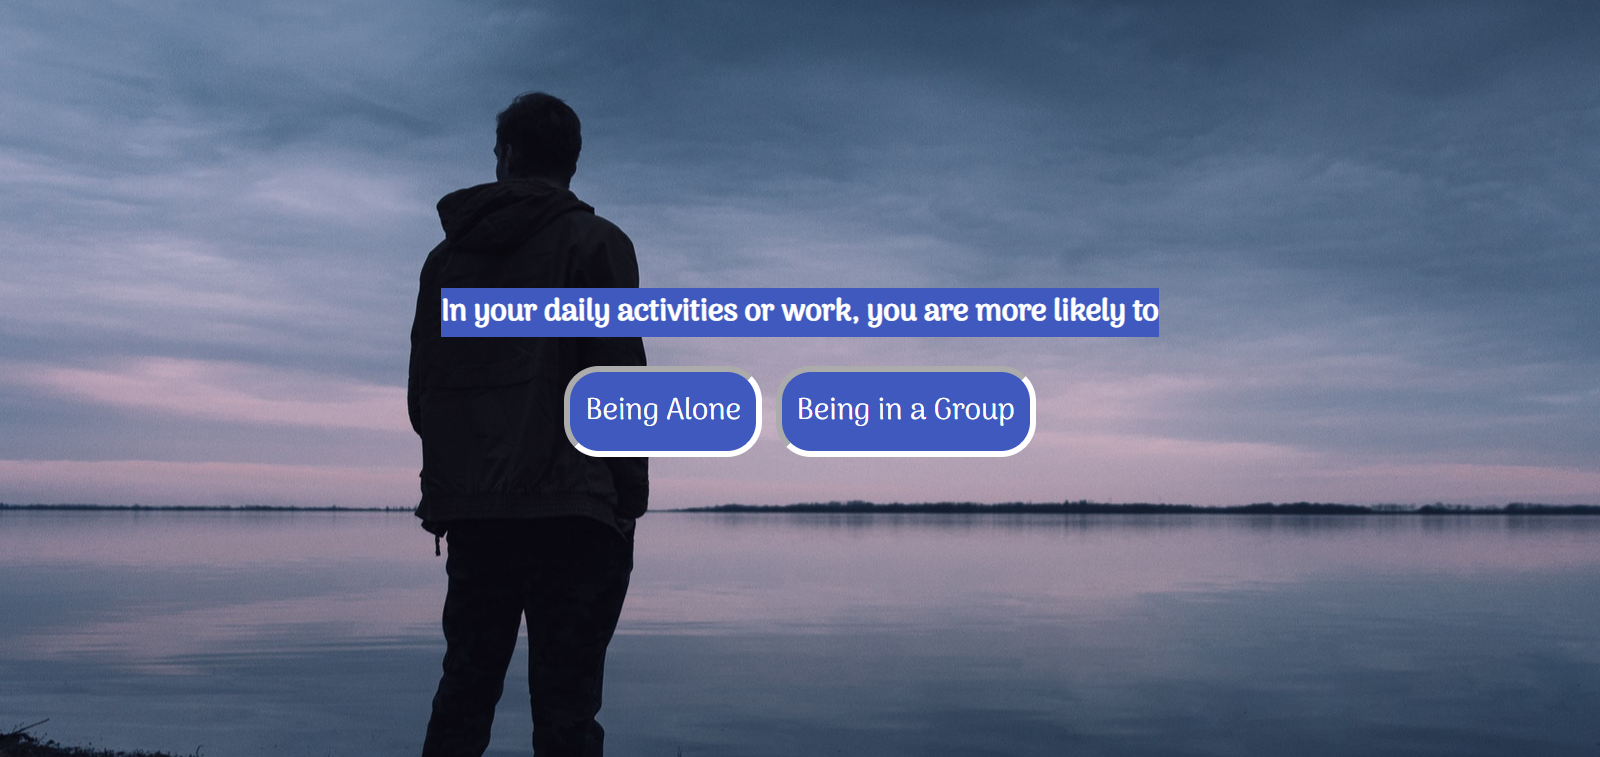 In your daily activities or work, you are more likely to
Being Alone
Being in a Group